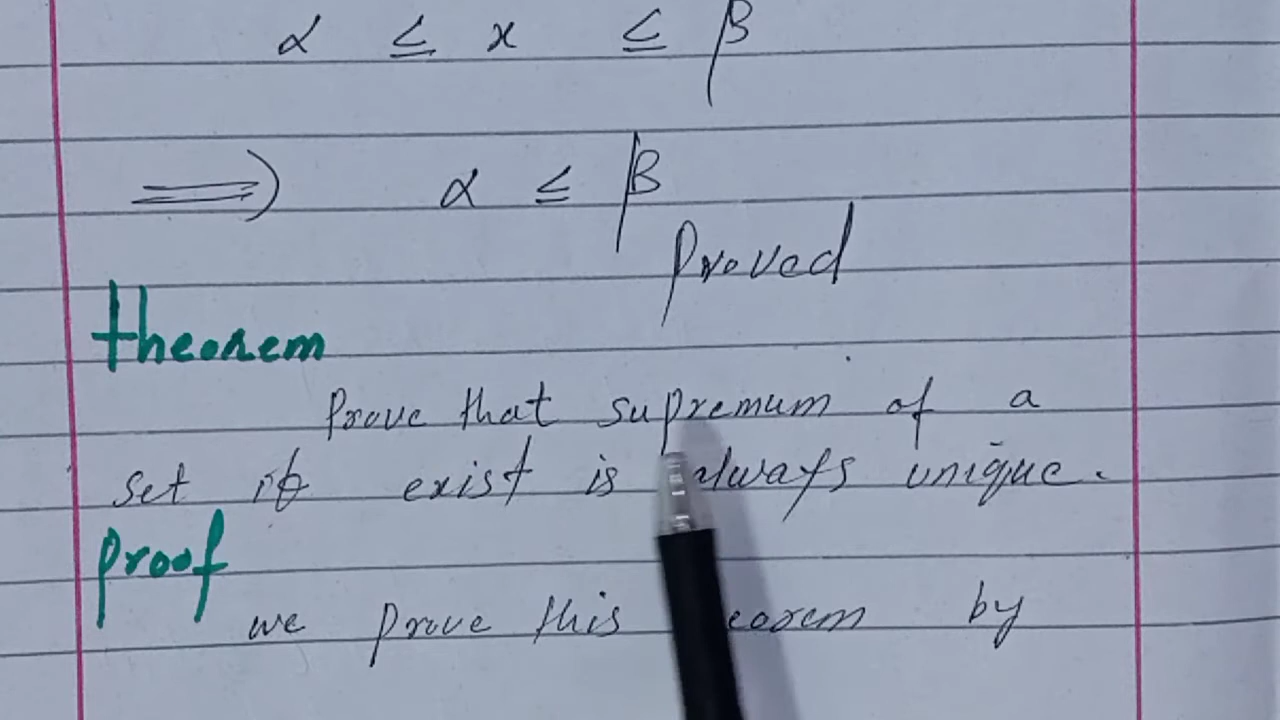 α ≤ x ≤ β
⟹ α ≤ β
Proved
theorem
Prove that supremum of a
set if exist is always unique.
Proof
we prove this theorem by